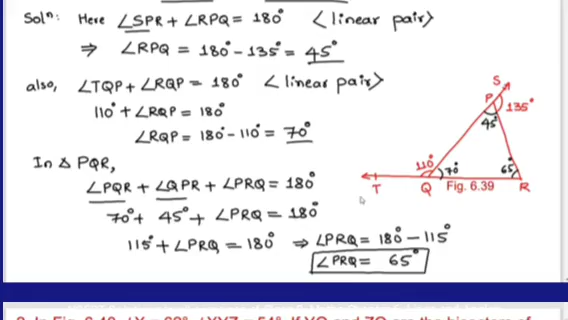 Solⁿ: Here ∠SPR + ∠RPQ = 180° <linear pair>
⇒ ∠RPQ = 180° - 135° = 45°
also, ∠TQP + ∠RQP = 180° <linear pair>
110° + ∠RQP = 180°
∠RQP = 180° - 110° = 70°
In △ PQR,
∠PQR + ∠QPR + ∠PRQ = 180°
70° + 45° + ∠PRQ = 180°
115° + ∠PRQ = 180° ⇒ ∠PRQ = 180° - 115°
∠PRQ = 65°
S
P 135°
45°
110° 70° 65°
T Q Fig. 6.39 R